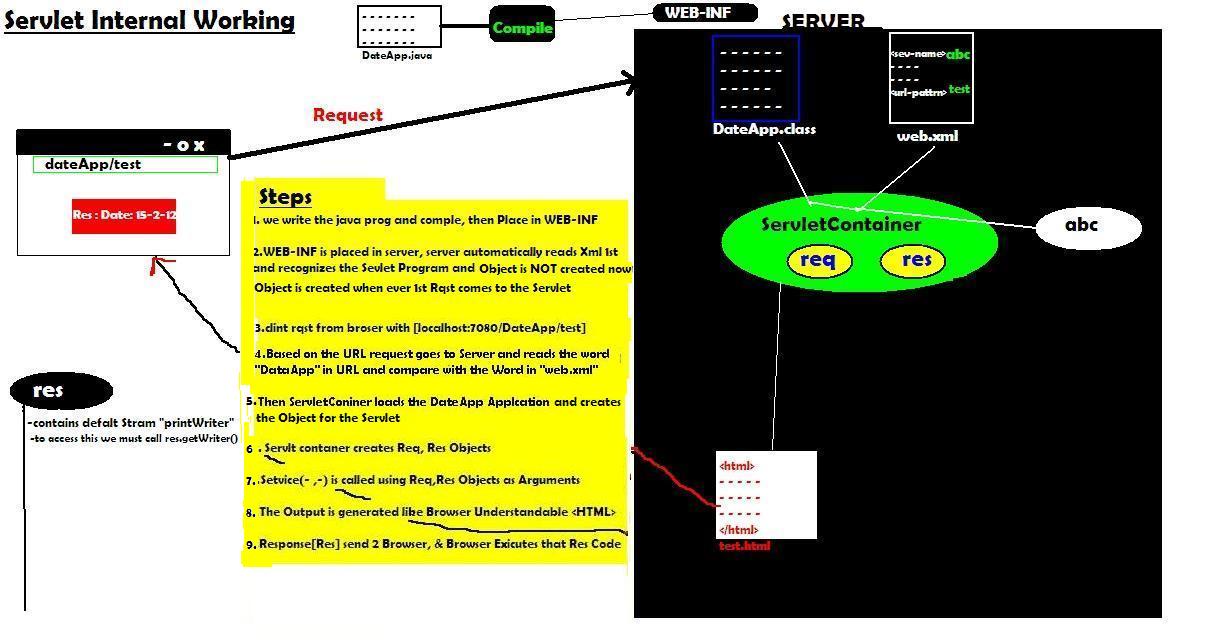 Servlet Internal Working
DateApp.java
Compile
WEB-INF
SERVER
DateApp.class
<sev-name>abc
<url-pattrn> test
web.xml
Request
- o x
dateApp/test
Res : Date: 15-2-12
ServletContainer
req
res
abc
Steps
1. we write the java prog and comple, then Place in WEB-INF
2.WEB-INF is placed in server, server automatically reads Xml 1st
and recognizes the Sevlet Program and Object is NOT created now
Object is created when ever 1st Rqst comes to the Servlet
3.clint rqst from broser with [localhost:7080/DateApp/test]
4.Based on the URL request goes to Server and reads the word
"DataApp" in URL and compare with the Word in "web.xml"
5.Then ServletConiner loads the DateApp Applcation and creates
the Object for the Servlet
6 . Servlt contaner creates Req, Res Objects
7. Setvice(- ,-) is called using Req,Res Objects as Arguments
8. The Output is generated like Browser Understandable <HTML>
9. Response[Res] send 2 Browser, & Browser Exicutes that Res Code
res
-contains defalt Stram "printWriter"
-to access this we must call res.getWriter()
<html>
</html>
test.html